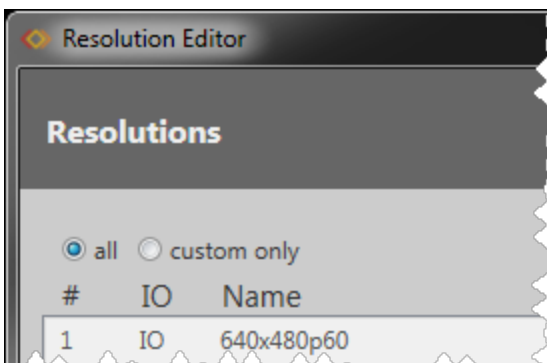 Resolution Editor
Resolutions
all custom only
# IO Name
1 IO 640x480p60